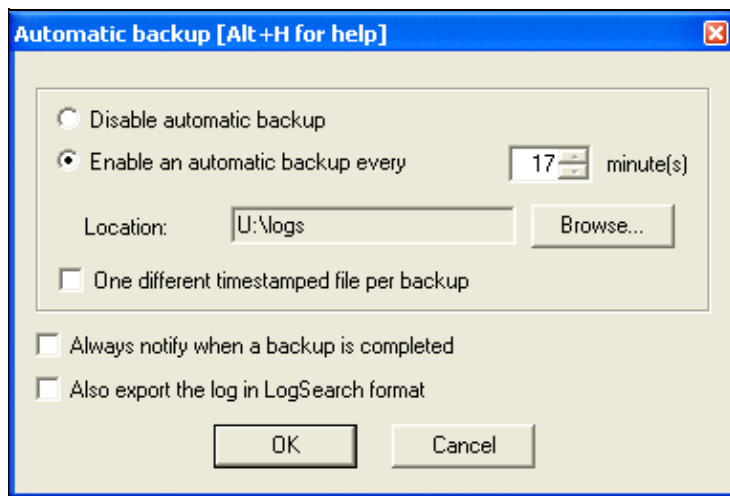 Automatic backup [Alt+H for help]
Disable automatic backup
Enable an automatic backup every 17 minute(s)
Location: U:\logs Browse...
One different timestamped file per backup
Always notify when a backup is completed
Also export the log in LogSearch format
OK Cancel